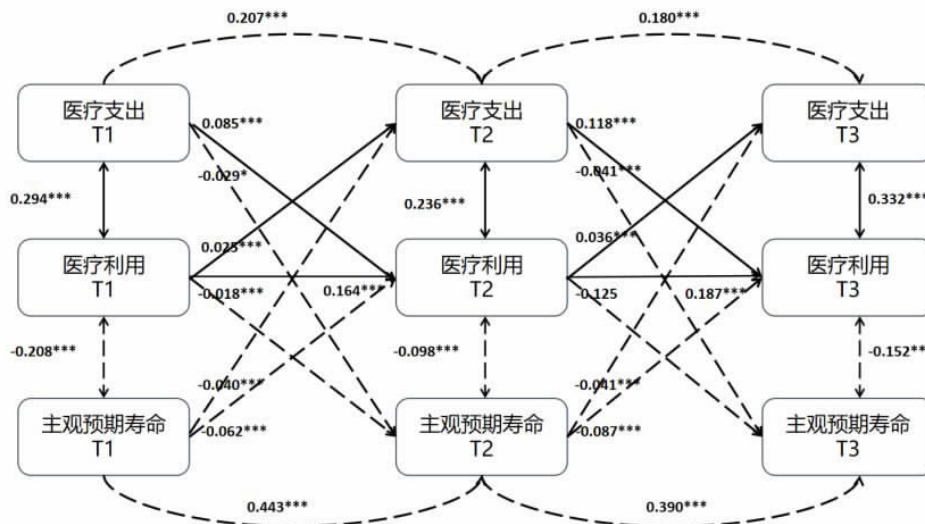 0.207***
0.180***
医疗支出
T1
医疗支出
T2
医疗支出
T3
0.085***
0.118***
-0.029*
-0.041***
0.294***
0.236***
0.332***
0.025***
0.036***
医疗利用
T1
医疗利用
T2
医疗利用
T3
-0.018***
0.164***
-0.125
0.187***
-0.208***
-0.098***
-0.152***
-0.040***
-0.041***
主观预期寿命
T1
主观预期寿命
T2
主观预期寿命
T3
-0.062***
-0.087***
0.443***
0.390***